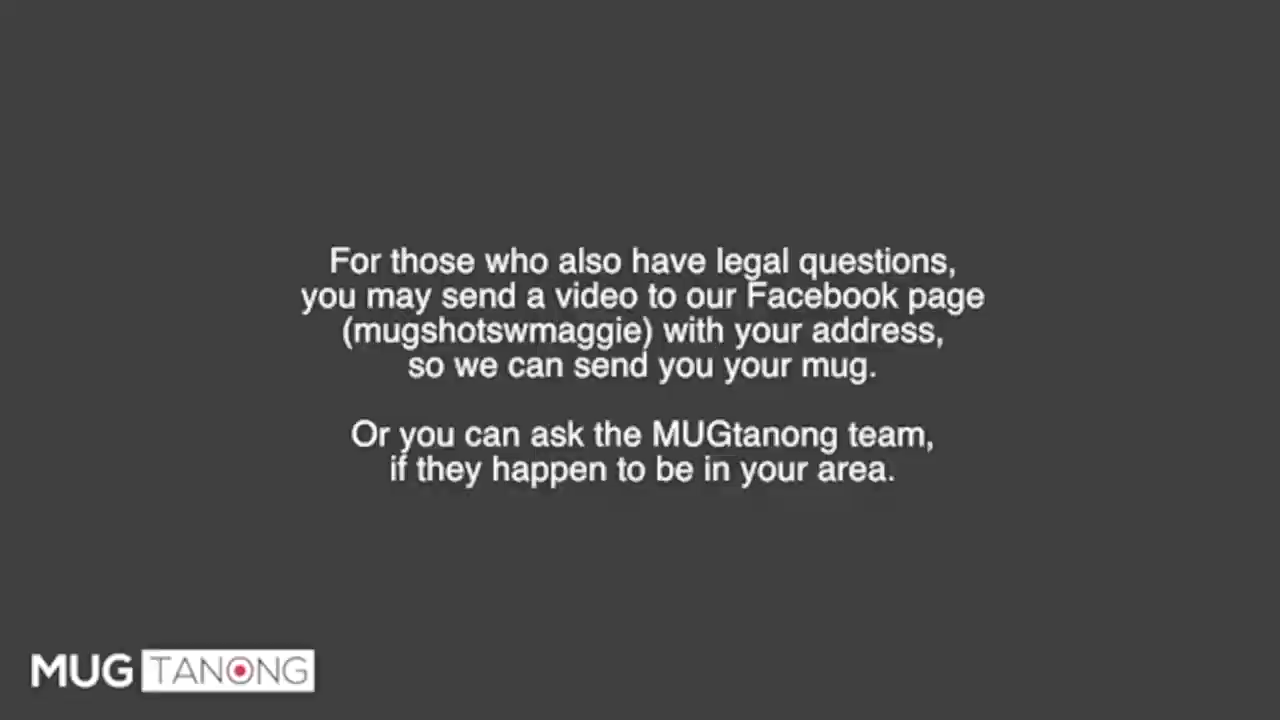 For those who also have legal questions,
you may send a video to our Facebook page
(mugshotswmaggie) with your address,
so we can send you your mug.
Or you can ask the MUGtanong team,
if they happen to be in your area.
MUG TANONG